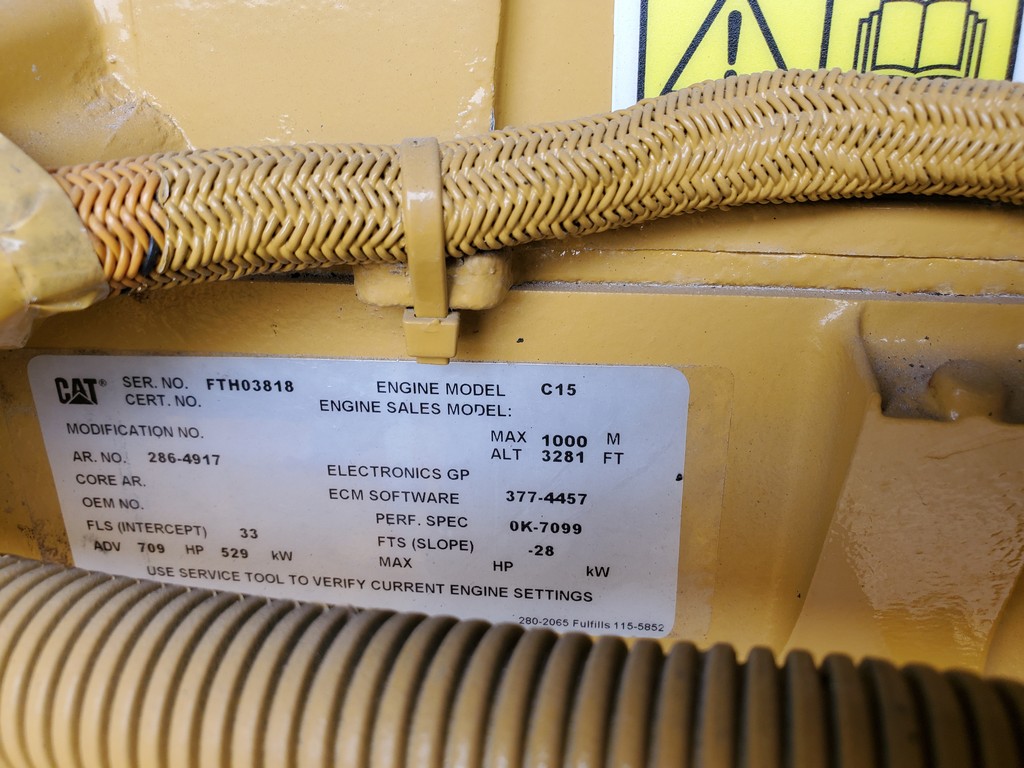 CAT® SER. NO. FTH03818 ENGINE MODEL C15
CERT. NO. ENGINE SALES MODEL:
MODIFICATION NO. MAX 1000 M
AR. NO. 286-4917 ALT 3281 FT
CORE AR. ELECTRONICS GP
OEM NO. ECM SOFTWARE 377-4457
FLS (INTERCEPT) 33 PERF. SPEC 0K-7099
FTS (SLOPE) -28
ADV 709 HP 529 kW MAX HP kW
USE SERVICE TOOL TO VERIFY CURRENT ENGINE SETTINGS
280-2065 Fulfills 115-5852